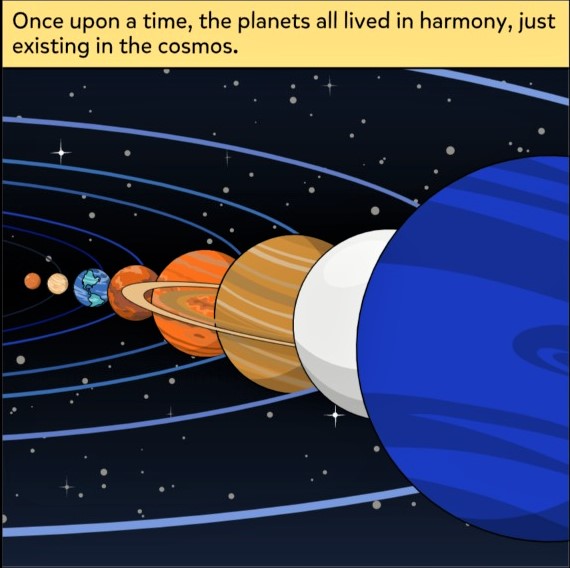 Once upon a time, the planets all lived in harmony, just
existing in the cosmos.